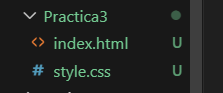 Practica3
<> index.html U
# style.css U